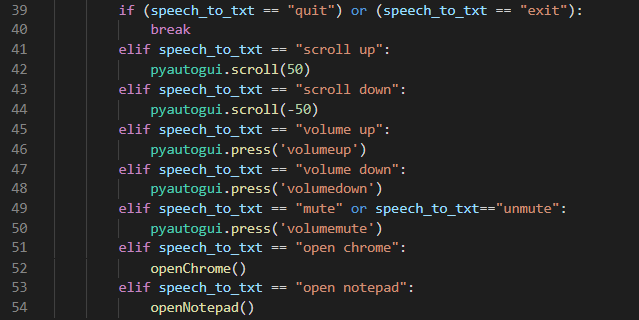 39 if (speech_to_txt == "quit") or (speech_to_txt == "exit"):
40 break
41 elif speech_to_txt == "scroll up":
42 pyautogui.scroll(50)
43 elif speech_to_txt == "scroll down":
44 pyautogui.scroll(-50)
45 elif speech_to_txt == "volume up":
46 pyautogui.press('volumeup')
47 elif speech_to_txt == "volume down":
48 pyautogui.press('volumedown')
49 elif speech_to_txt == "mute" or speech_to_txt=="unmute":
50 pyautogui.press('volumemute')
51 elif speech_to_txt == "open chrome":
52 openChrome()
53 elif speech_to_txt == "open notepad":
54 openNotepad()